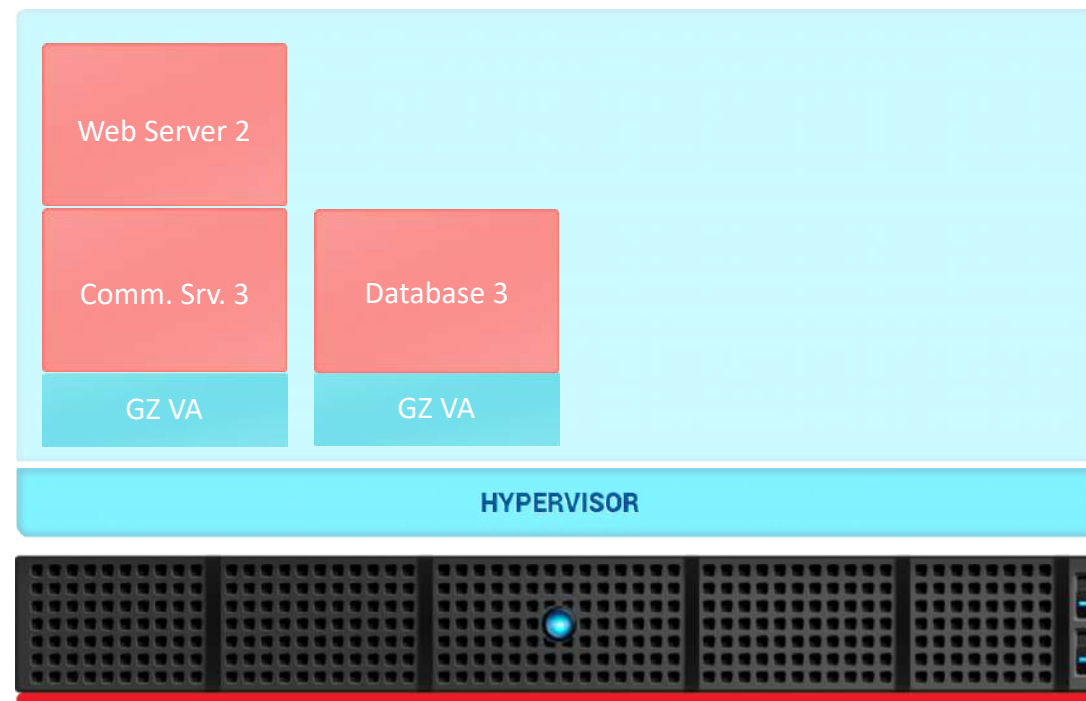 Web Server 2
Comm. Srv. 3
Database 3
GZ VA
GZ VA
HYPERVISOR